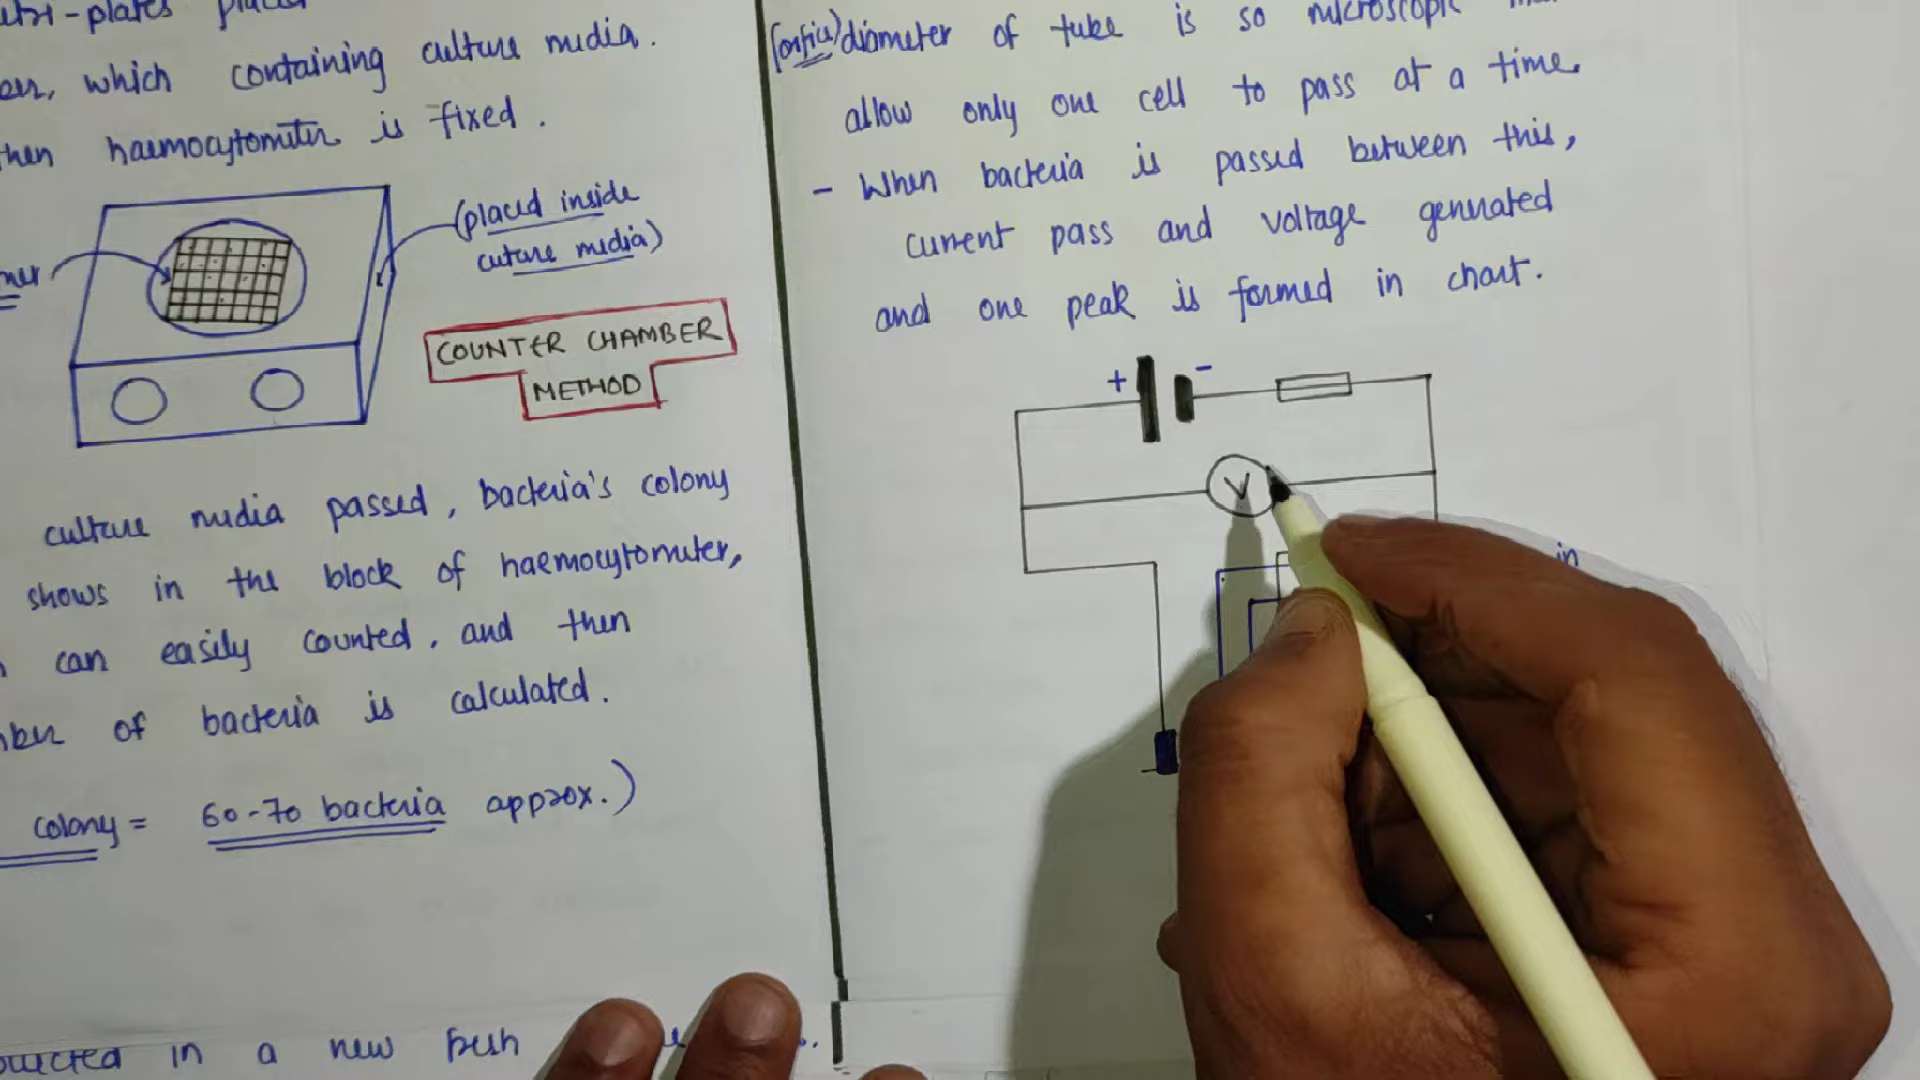 which containing culture media.
then haemocytometer is fixed.
(placed inside
cuture media)
COUNTER CHAMBER
METHOD
culture media passed, bacteria's colony
shows in the block of haemocytometer,
can easily counted, and then
of bacteria is calculated.
colony = 60-70 bacteria approx.)
in a new
(orifice) diameter of tube is so microscopic
allow only one cell to pass at a time.
- When bacteria is passed between this,
current pass and voltage generated
and one peak is formed in chart.
+ -
V
in